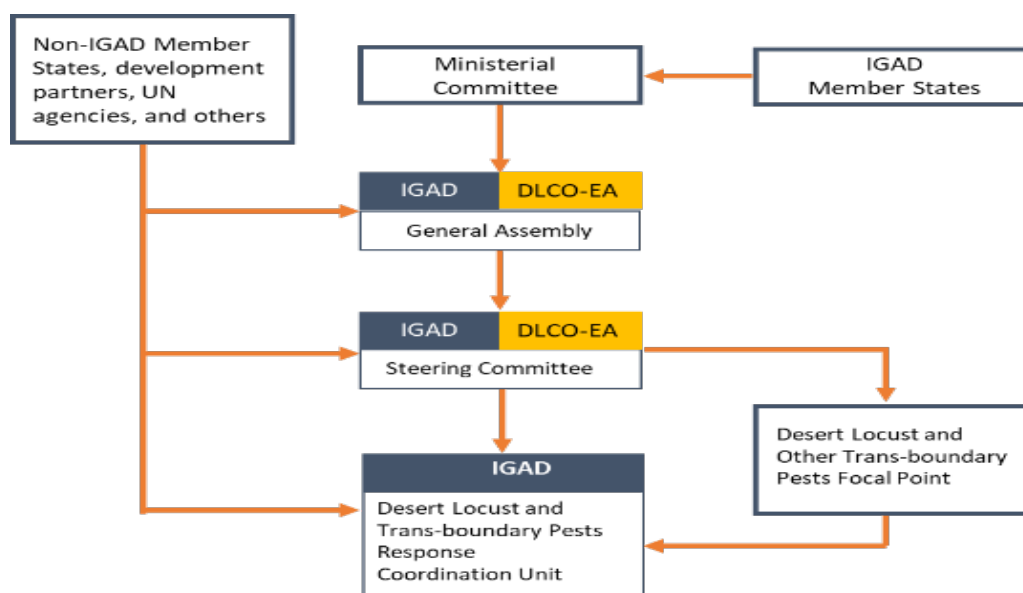 Non-IGAD Member
States, development
partners, UN
agencies, and others
Ministerial
Committee
IGAD
Member States
IGAD DLCO-EA
General Assembly
IGAD DLCO-EA
Steering Committee
Desert Locust and
Other Trans-boundary
Pests Focal Point
IGAD
Desert Locust and
Trans-boundary Pests
Response
Coordination Unit